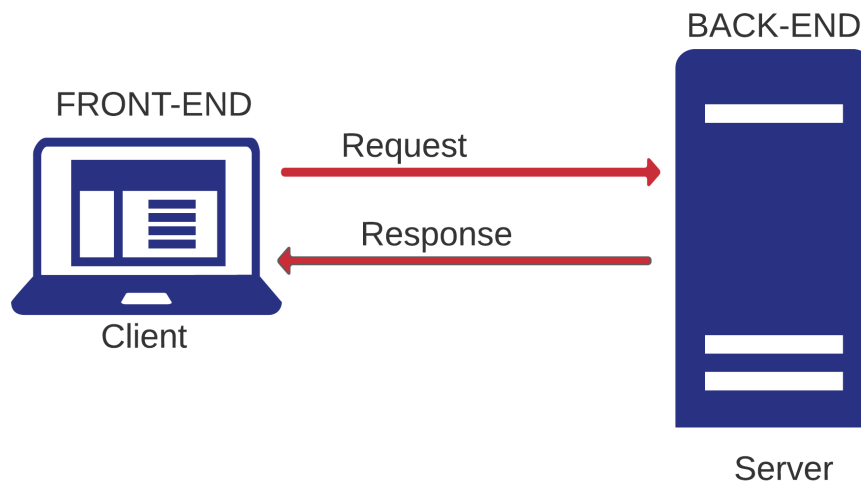 BACK-END
FRONT-END
Request
Response
Client
Server